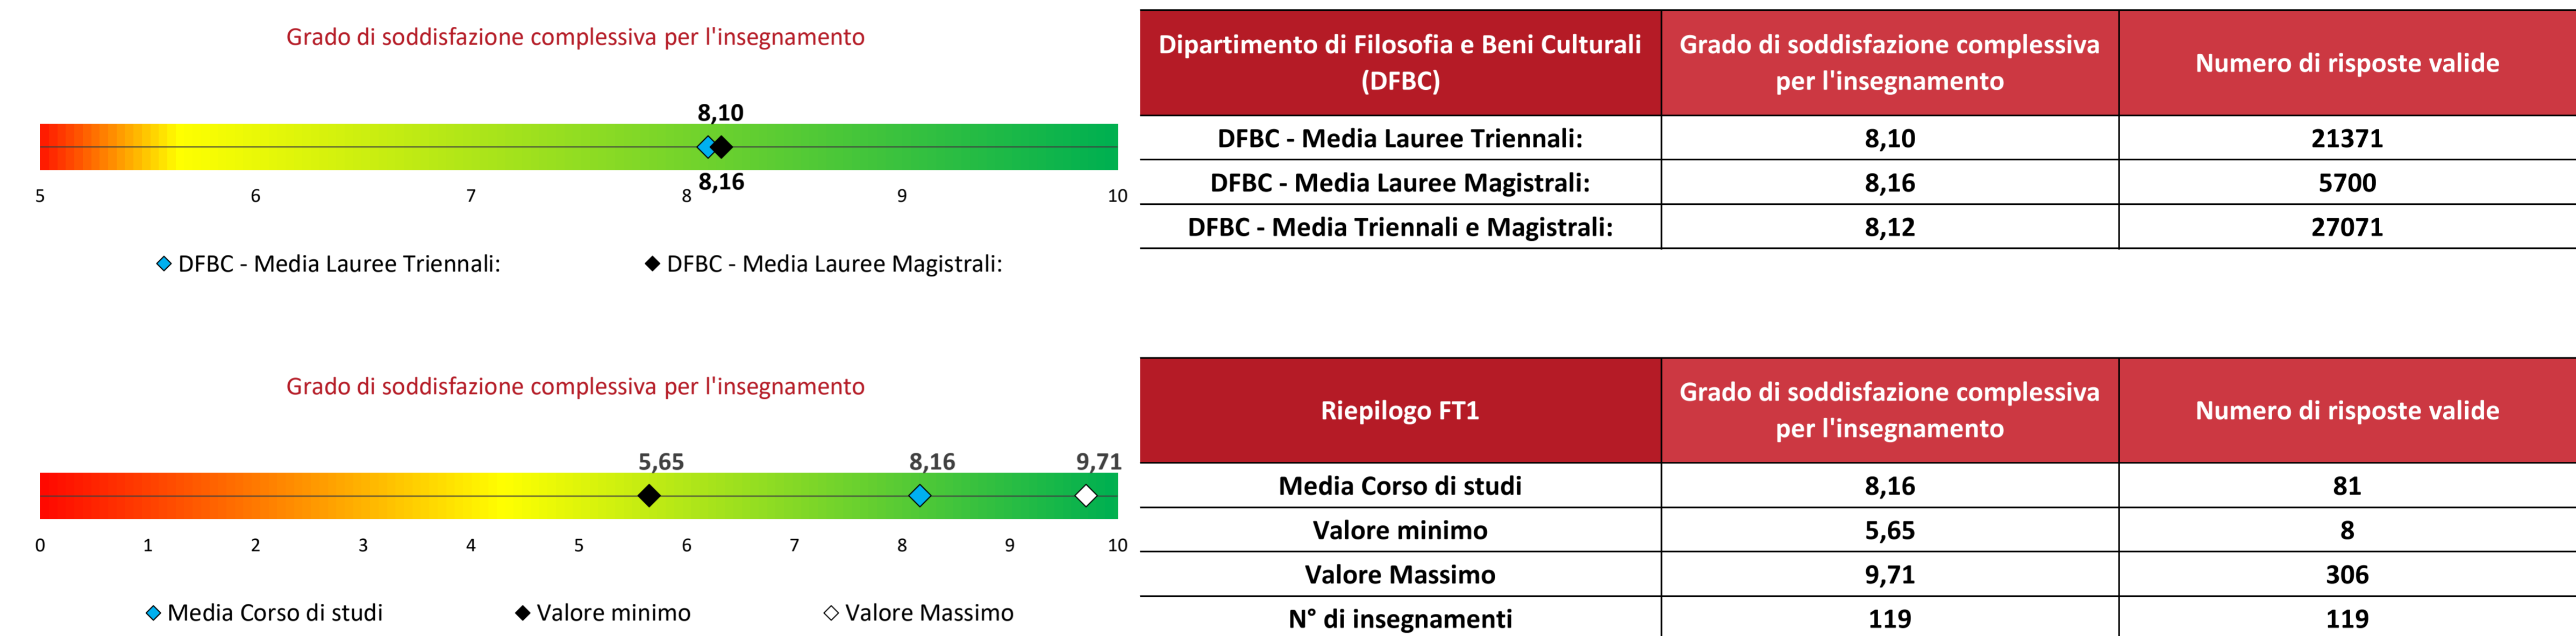 Grado di soddisfazione complessiva per l'insegnamento
8,10
8,16
5 6 7 8 9 10
DFBC - Media Lauree Triennali: DFBC - Media Lauree Magistrali:
Dipartimento di Filosofia e Beni Culturali
(DFBC)
Grado di soddisfazione complessiva
per l'insegnamento
Numero di risposte valide
DFBC - Media Lauree Triennali: 8,10 21371
DFBC - Media Lauree Magistrali: 8,16 5700
DFBC - Media Triennali e Magistrali: 8,12 27071
Grado di soddisfazione complessiva per l'insegnamento
5,65 8,16 9,71
0 1 2 3 4 5 6 7 8 9 10
Media Corso di studi Valore minimo Valore Massimo
Riepilogo FT1
Grado di soddisfazione complessiva
per l'insegnamento
Numero di risposte valide
Media Corso di studi 8,16 81
Valore minimo 5,65 8
Valore Massimo 9,71 306
N° di insegnamenti 119 119